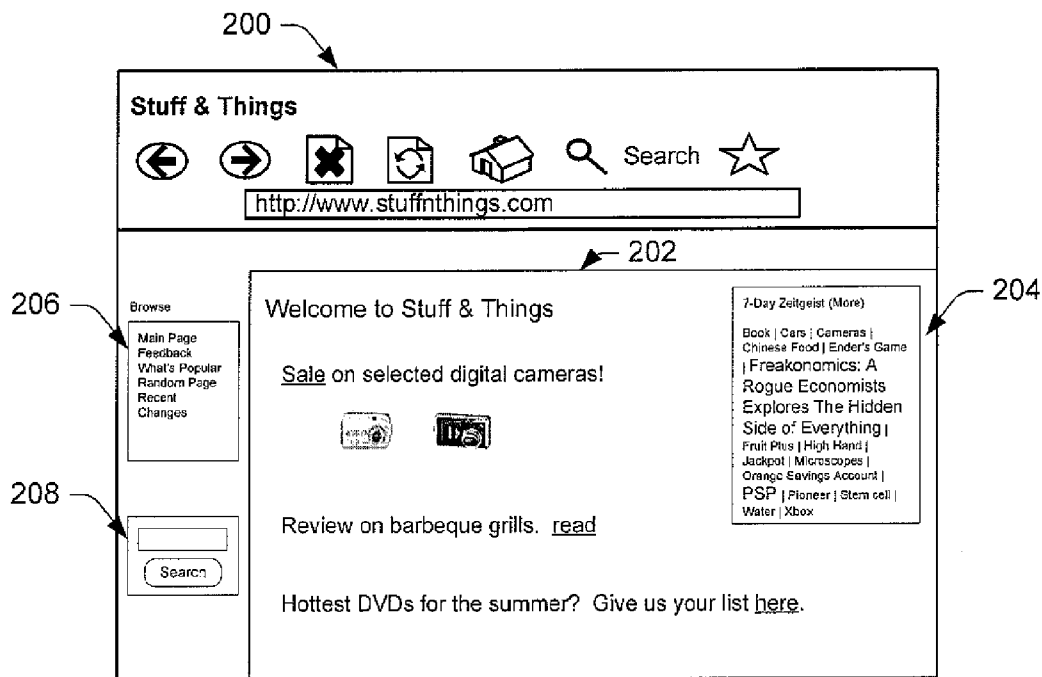 200
Stuff & Things
Search
http://www.stuffnthings.com
202
206
Browse
Main Page
Feedback
What's Popular
Random Page
Recent
Changes
Welcome to Stuff & Things
Sale on selected digital cameras!
7-Day Zeitgeist (More)
Book | Cars | Cameras |
Chinese Food | Ender's Game
| Freakonomics: A
Rogue Economists
Explores The Hidden
Side of Everything |
Fruit Plus | High Hand |
Jackpot | Microscopes |
Orange Savings Account |
PSP | Pioneer | Stem cell |
Water | Xbox
204
208
Search
Review on barbeque grills. read
Hottest DVDs for the summer? Give us your list here.